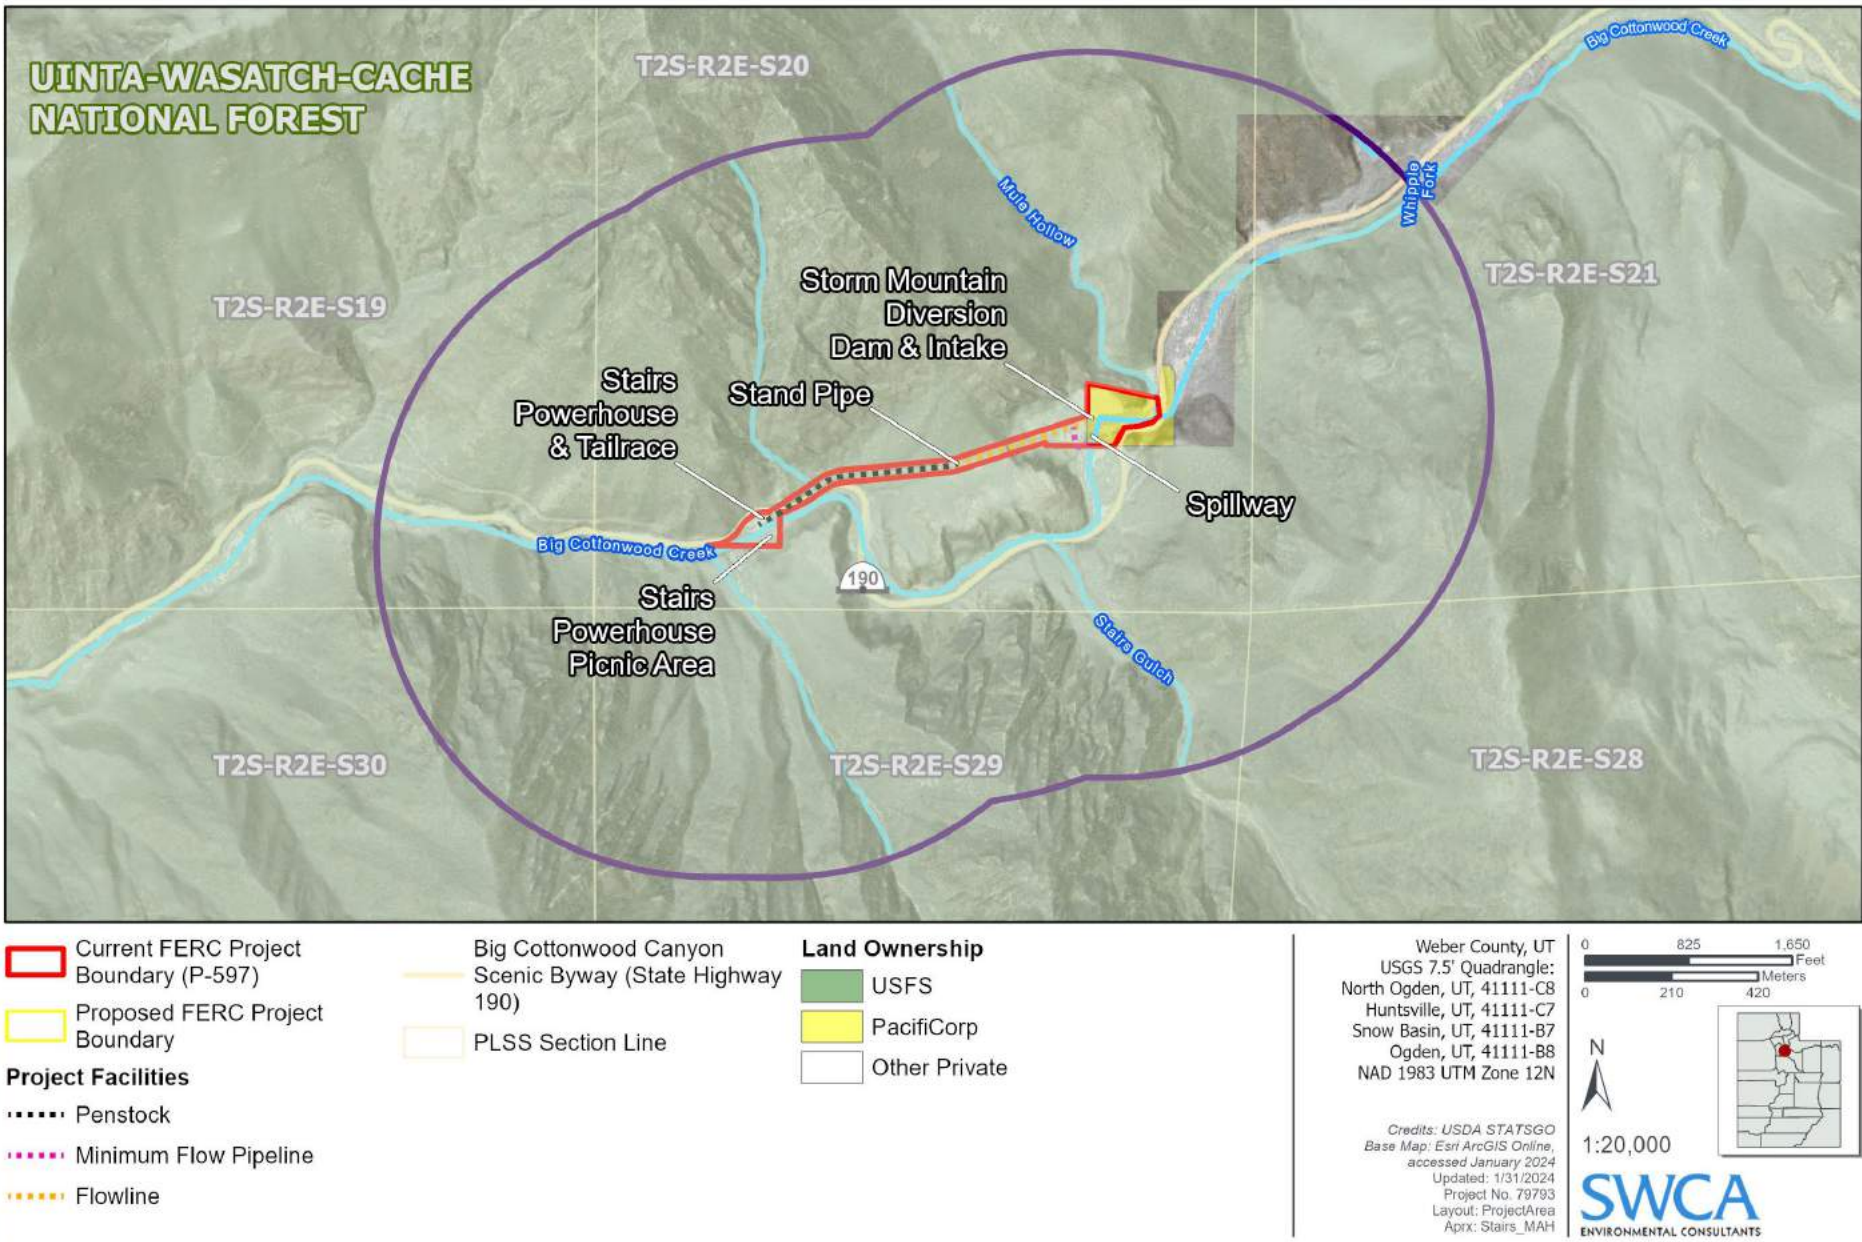 UINTA-WASATCH-CACHE
NATIONAL FOREST
T2S-R2E-S20
Big Cottonwood Creek
Mule Hollow
Whipple
Fork
T2S-R2E-S19
T2S-R2E-S21
Storm Mountain
Diversion
Dam & Intake
Stand Pipe
Stairs
Powerhouse
& Tailrace
Spillway
Big Cottonwood Creek
190
Stairs
Powerhouse
Picnic Area
Stairs Gulch
T2S-R2E-S30
T2S-R2E-S29
T2S-R2E-S28
Current FERC Project
Boundary (P-597)
Proposed FERC Project
Boundary
Project Facilities
Penstock
Minimum Flow Pipeline
Flowline
Big Cottonwood Canyon
Scenic Byway (State Highway
190)
PLSS Section Line
Land Ownership
USFS
PacifiCorp
Other Private
Weber County, UT
USGS 7.5' Quadrangle:
North Ogden, UT, 41111-C8
Huntsville, UT, 41111-C7
Snow Basin, UT, 41111-B7
Ogden, UT, 41111-B8
NAD 1983 UTM Zone 12N
Credits: USDA STATSGO
Base Map: Esri ArcGIS Online,
accessed January 2024
Updated: 1/31/2024
Project No. 79793
Layout: ProjectArea
Aprx: Stairs_MAH
0 825 1,650
Feet
Meters
0 210 420
N
1:20,000
SWCA
ENVIRONMENTAL CONSULTANTS